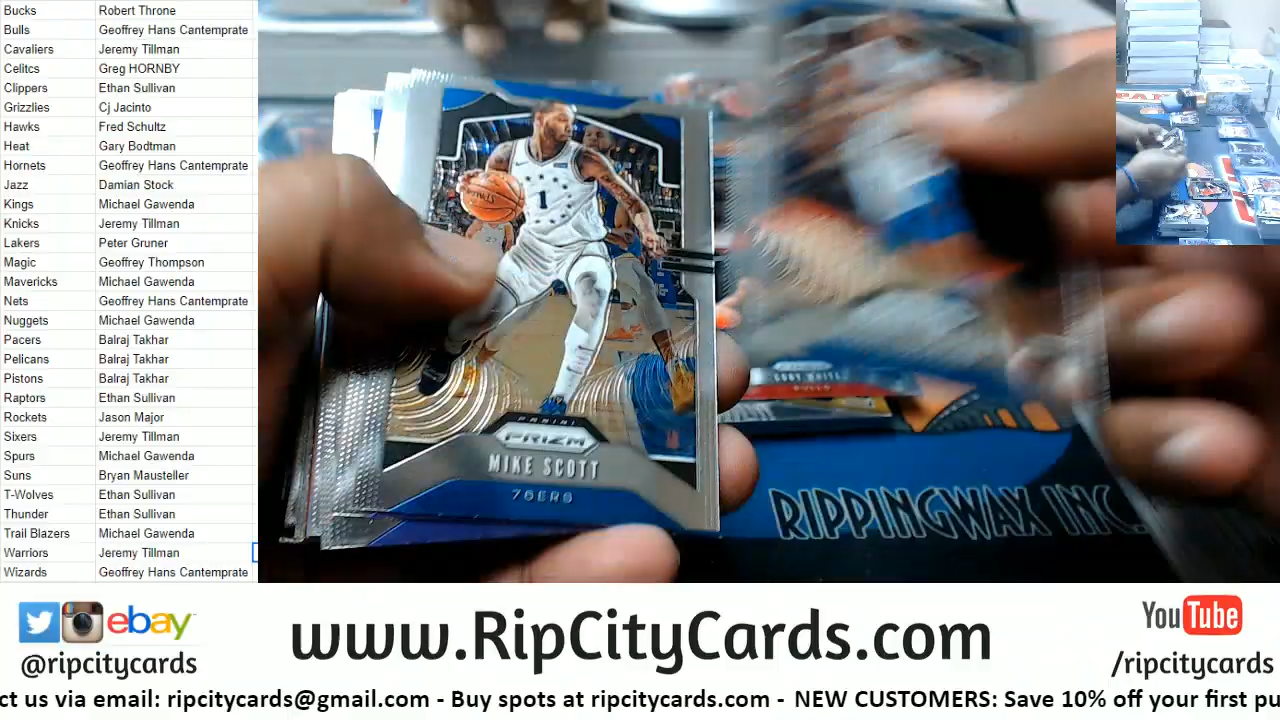 Bucks Robert Throne
Bulls Geoffrey Hans Cantemprate
Cavaliers Jeremy Tillman
Celitcs Greg HORNBY
Clippers Ethan Sullivan
Grizzlies Cj Jacinto
Hawks Fred Schultz
Heat Gary Bodtman
Hornets Geoffrey Hans Cantemprate
Jazz Damian Stock
Kings Michael Gawenda
Knicks Jeremy Tillman
Lakers Peter Gruner
Magic Geoffrey Thompson
Mavericks Michael Gawenda
Nets Geoffrey Hans Cantemprate
Nuggets Michael Gawenda
Pacers Balraj Takhar
Pelicans Balraj Takhar
Pistons Balraj Takhar
Raptors Ethan Sullivan
Rockets Jason Major
Sixers Jeremy Tillman
Spurs Michael Gawenda
Suns Bryan Mausteller
T-Wolves Ethan Sullivan
Thunder Ethan Sullivan
Trail Blazers Michael Gawenda
Warriors Jeremy Tillman
Wizards Geoffrey Hans Cantemprate
1
PANINI
PRIZM
MIKE SCOTT
76ERS
BULLS
RIPPINGWAX INC.
ebay
@ripcitycards
www.RipCityCards.com
YouTube
/ripcitycards
ct us via email: ripcitycards@gmail.com - Buy spots at ripcitycards.com - NEW CUSTOMERS: Save 10% off your first pu